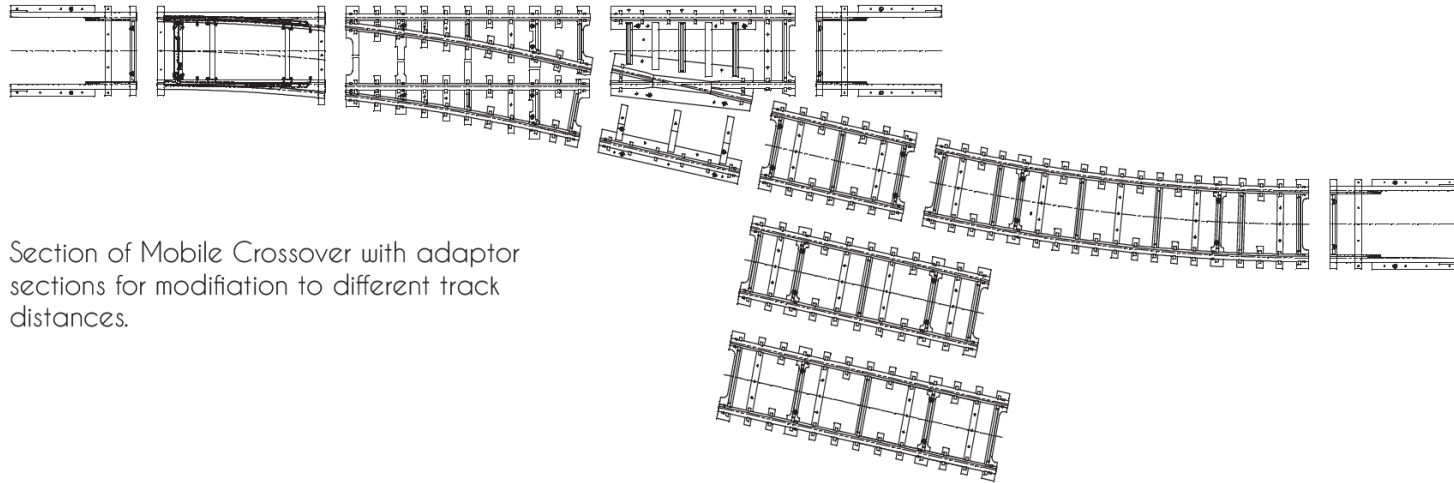 Section of Mobile Crossover with adaptor
sections for modifiation to different track
distances.